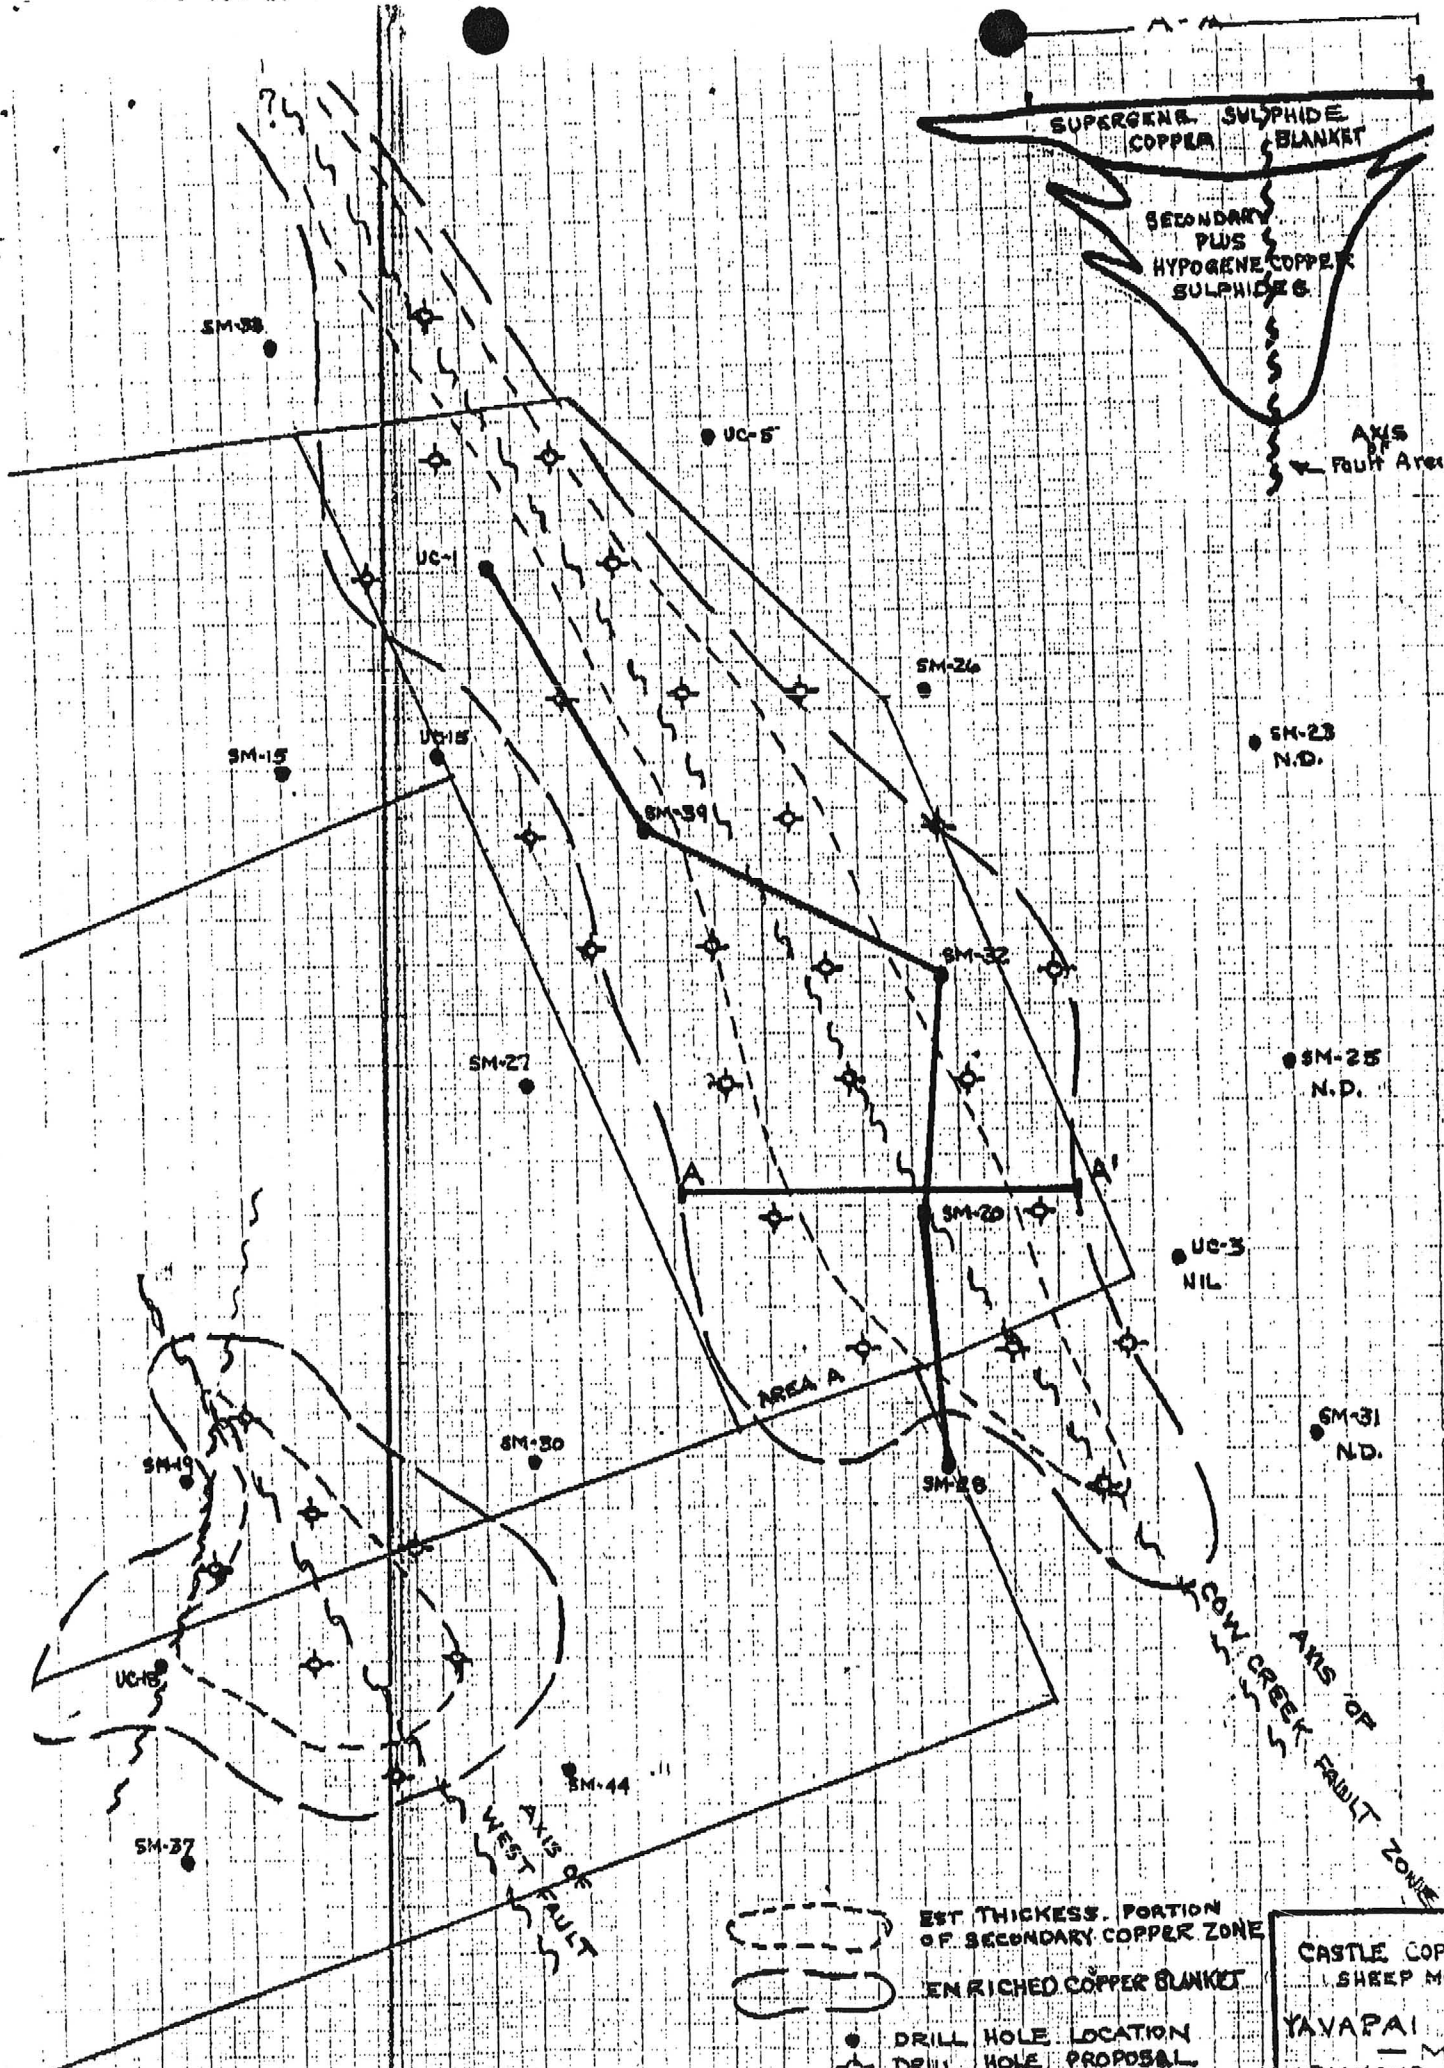 A - A
SUPERGENE SULPHIDE
COPPER BLANKET
SECONDARY
PLUS
HYPOGENE COPPER
SULPHIDES
AXIS
OF
Fault Area
?
SM-38
UC-5
UC-1
SM-26
SM-23
N.D.
UC-15
SM-15
SM-39
SM-32
SM-27
SM-25
N.D.
A
A'
SM-20
UC-3
NIL
AREA A
SM-31
N.D.
SM-30
SM-19
SM-28
COW CREEK FAULT ZONE
AXIS OF
UC-18
SM-44
SM-37
AXIS OF
WEST FAULT
EST THICKESS. PORTION
OF SECONDARY COPPER ZONE
ENRICHED COPPER BLANKET
DRILL HOLE LOCATION
DRILL HOLE PROPOSAL
CASTLE COP
SHEEP M
YAVAPAI